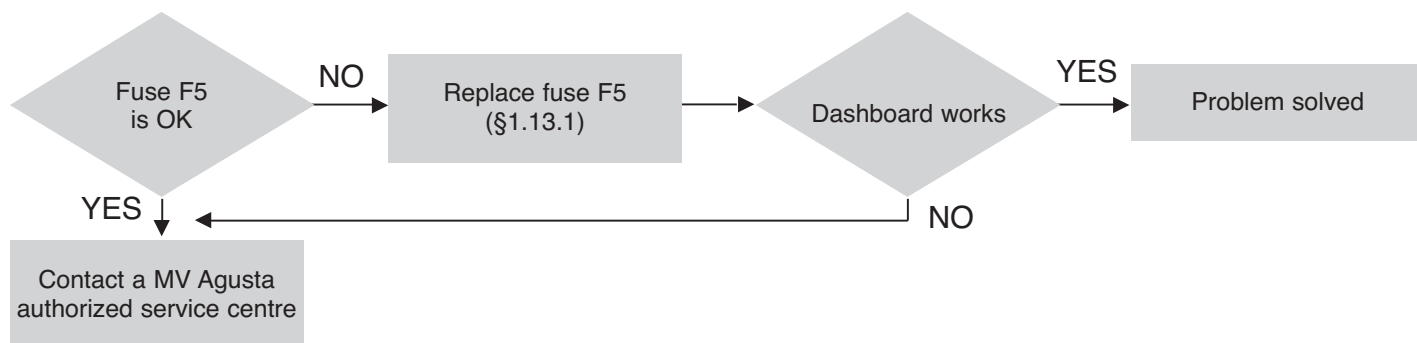 Fuse F5
is OK
NO
Replace fuse F5
(§1.13.1)
Dashboard works
YES
Problem solved
YES
NO
Contact a MV Agusta
authorized service centre